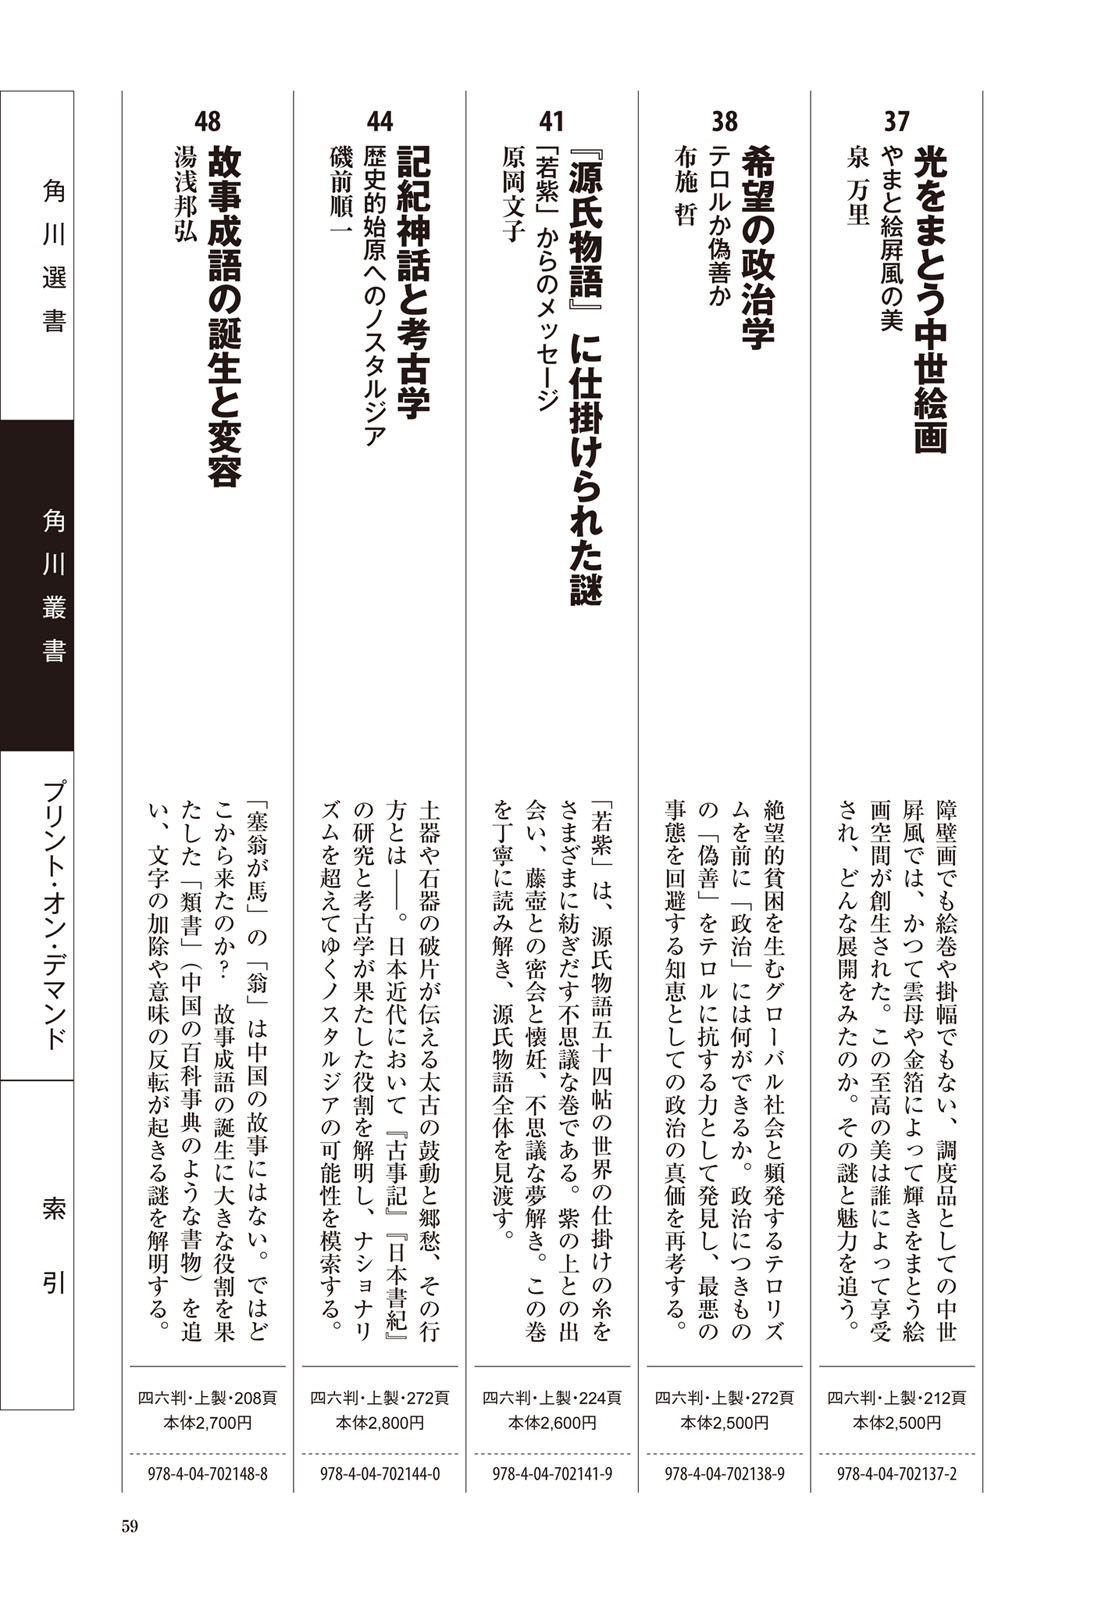 37
光をまとう中世絵画
やまと絵屛風の美
泉 万里
障壁画でも絵巻や掛幅でもない、調度品としての中世
屛風では、かつて雲母や金箔によって輝きをまとう絵
画空間が創生された。この至高の美は誰によって享受
され、どんな展開をみたのか。その謎と魅力を追う。
四六判・上製・212頁
本体2,500円
978-4-04-702137-2
38
希望の政治学
テロルか偽善か
布施 哲
絶望的貧困を生むグローバル社会と頻発するテロリズ
ムを前に「政治」には何ができるか。政治につきもの
の「偽善」をテロルに抗する力として発見し、最悪の
事態を回避する知恵としての政治の真価を再考する。
四六判・上製・272頁
本体2,500円
978-4-04-702138-9
41
『源氏物語』に仕掛けられた謎
「若紫」からのメッセージ
原岡文子
「若紫」は、源氏物語五十四帖の世界の仕掛けの糸を
さまざまに紡ぎだす不思議な巻である。紫の上との出
会い、藤壺との密会と懐妊、不思議な夢解き。この巻
を丁寧に読み解き、源氏物語全体を見渡す。
四六判・上製・224頁
本体2,600円
978-4-04-702141-9
44
記紀神話と考古学
歴史的始原へのノスタルジア
磯前順一
土器や石器の破片が伝える太古の鼓動と郷愁、その行
方とは――。日本近代において『古事記』『日本書紀』
の研究と考古学が果たした役割を解明し、ナショナリ
ズムを超えてゆくノスタルジアの可能性を模索する。
四六判・上製・272頁
本体2,800円
978-4-04-702144-0
48
故事成語の誕生と変容
湯浅邦弘
「塞翁が馬」の「翁」は中国の故事にはない。ではど
こから来たのか？ 故事成語の誕生に大きな役割を果
たした「類書」（中国の百科事典のような書物）を追
い、文字の加除や意味の反転が起きる謎を解明する。
四六判・上製・208頁
本体2,700円
978-4-04-702148-8
角川選書
角川叢書
プリント・オン・デマンド
索引
59